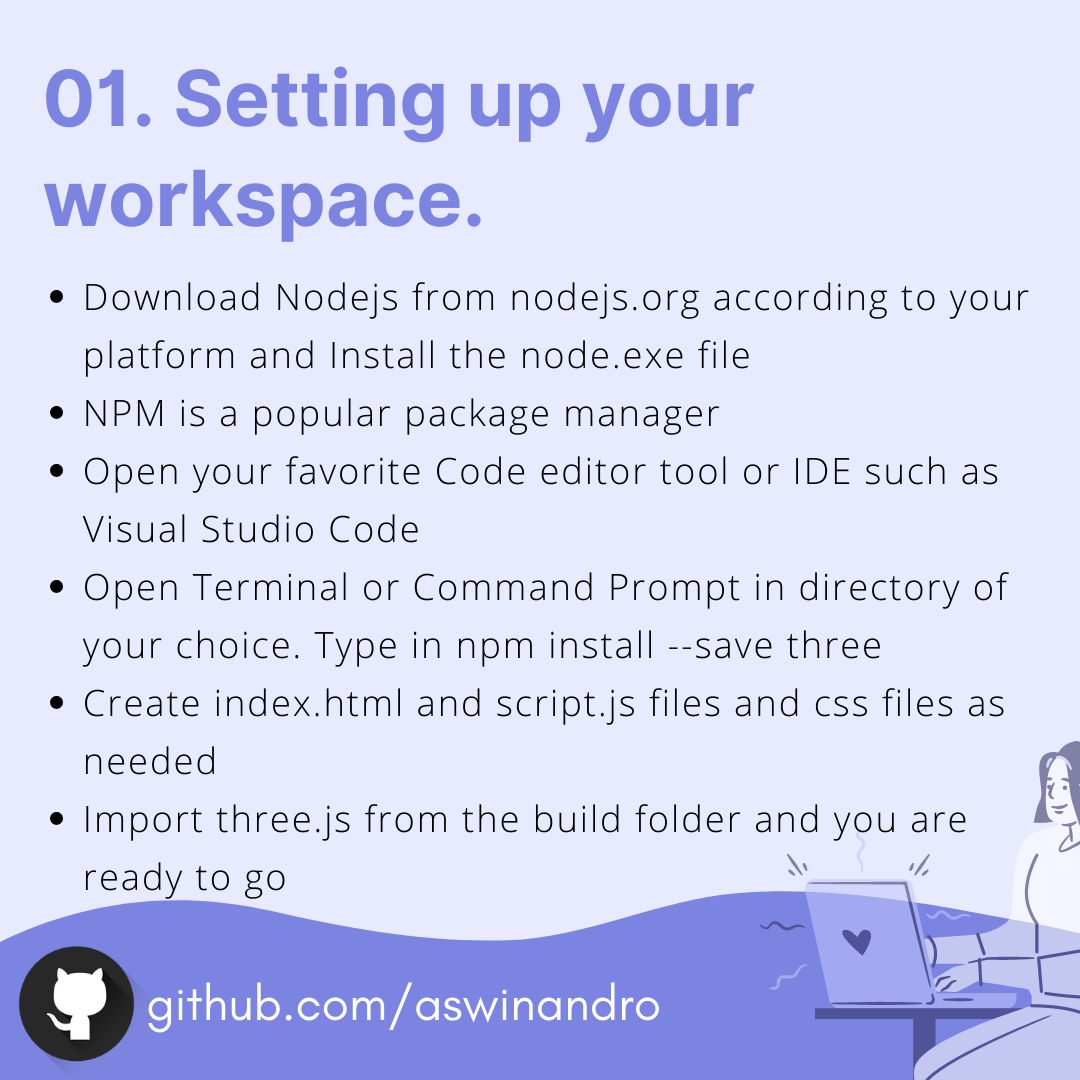 01. Setting up your
workspace.
• Download Nodejs from nodejs.org according to your
platform and Install the node.exe file
• NPM is a popular package manager
• Open your favorite Code editor tool or IDE such as
Visual Studio Code
• Open Terminal or Command Prompt in directory of
your choice. Type in npm install --save three
• Create index.html and script.js files and css files as
needed
• Import three.js from the build folder and you are
ready to go
github.com/aswinandro